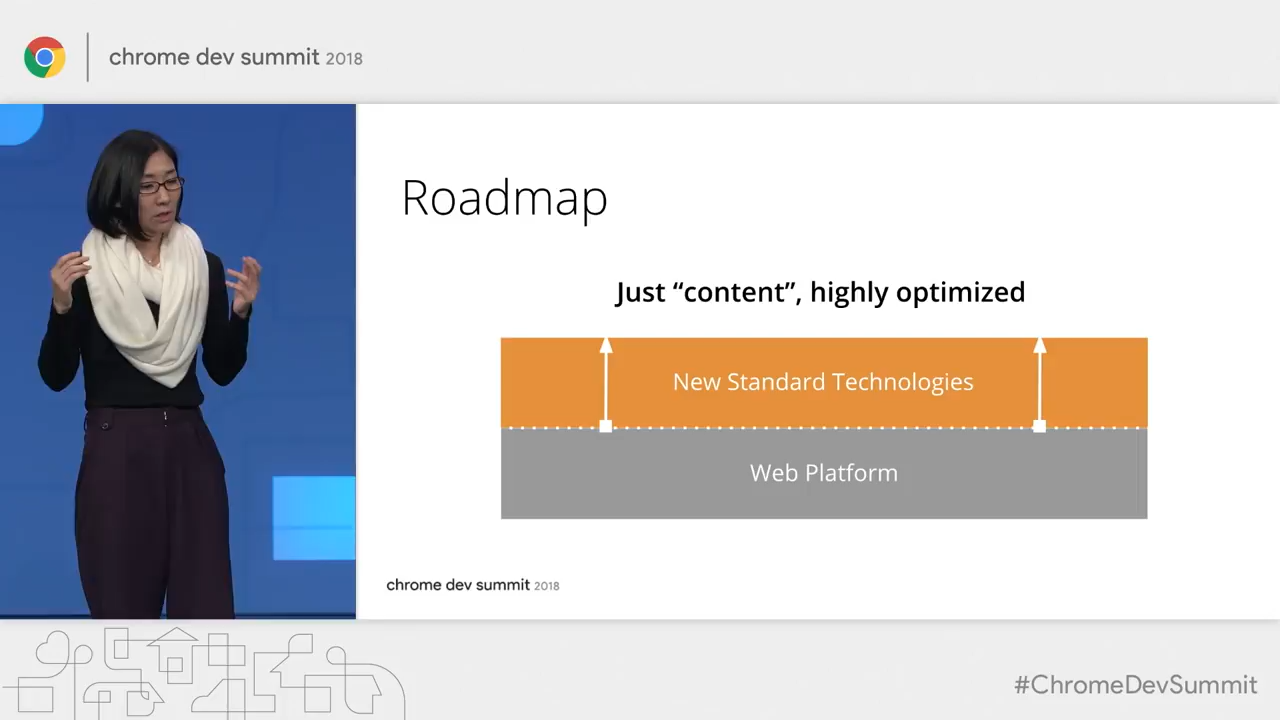 chrome dev summit 2018
Roadmap
Just “content”, highly optimized
New Standard Technologies
Web Platform
chrome dev summit 2018
#ChromeDevSummit